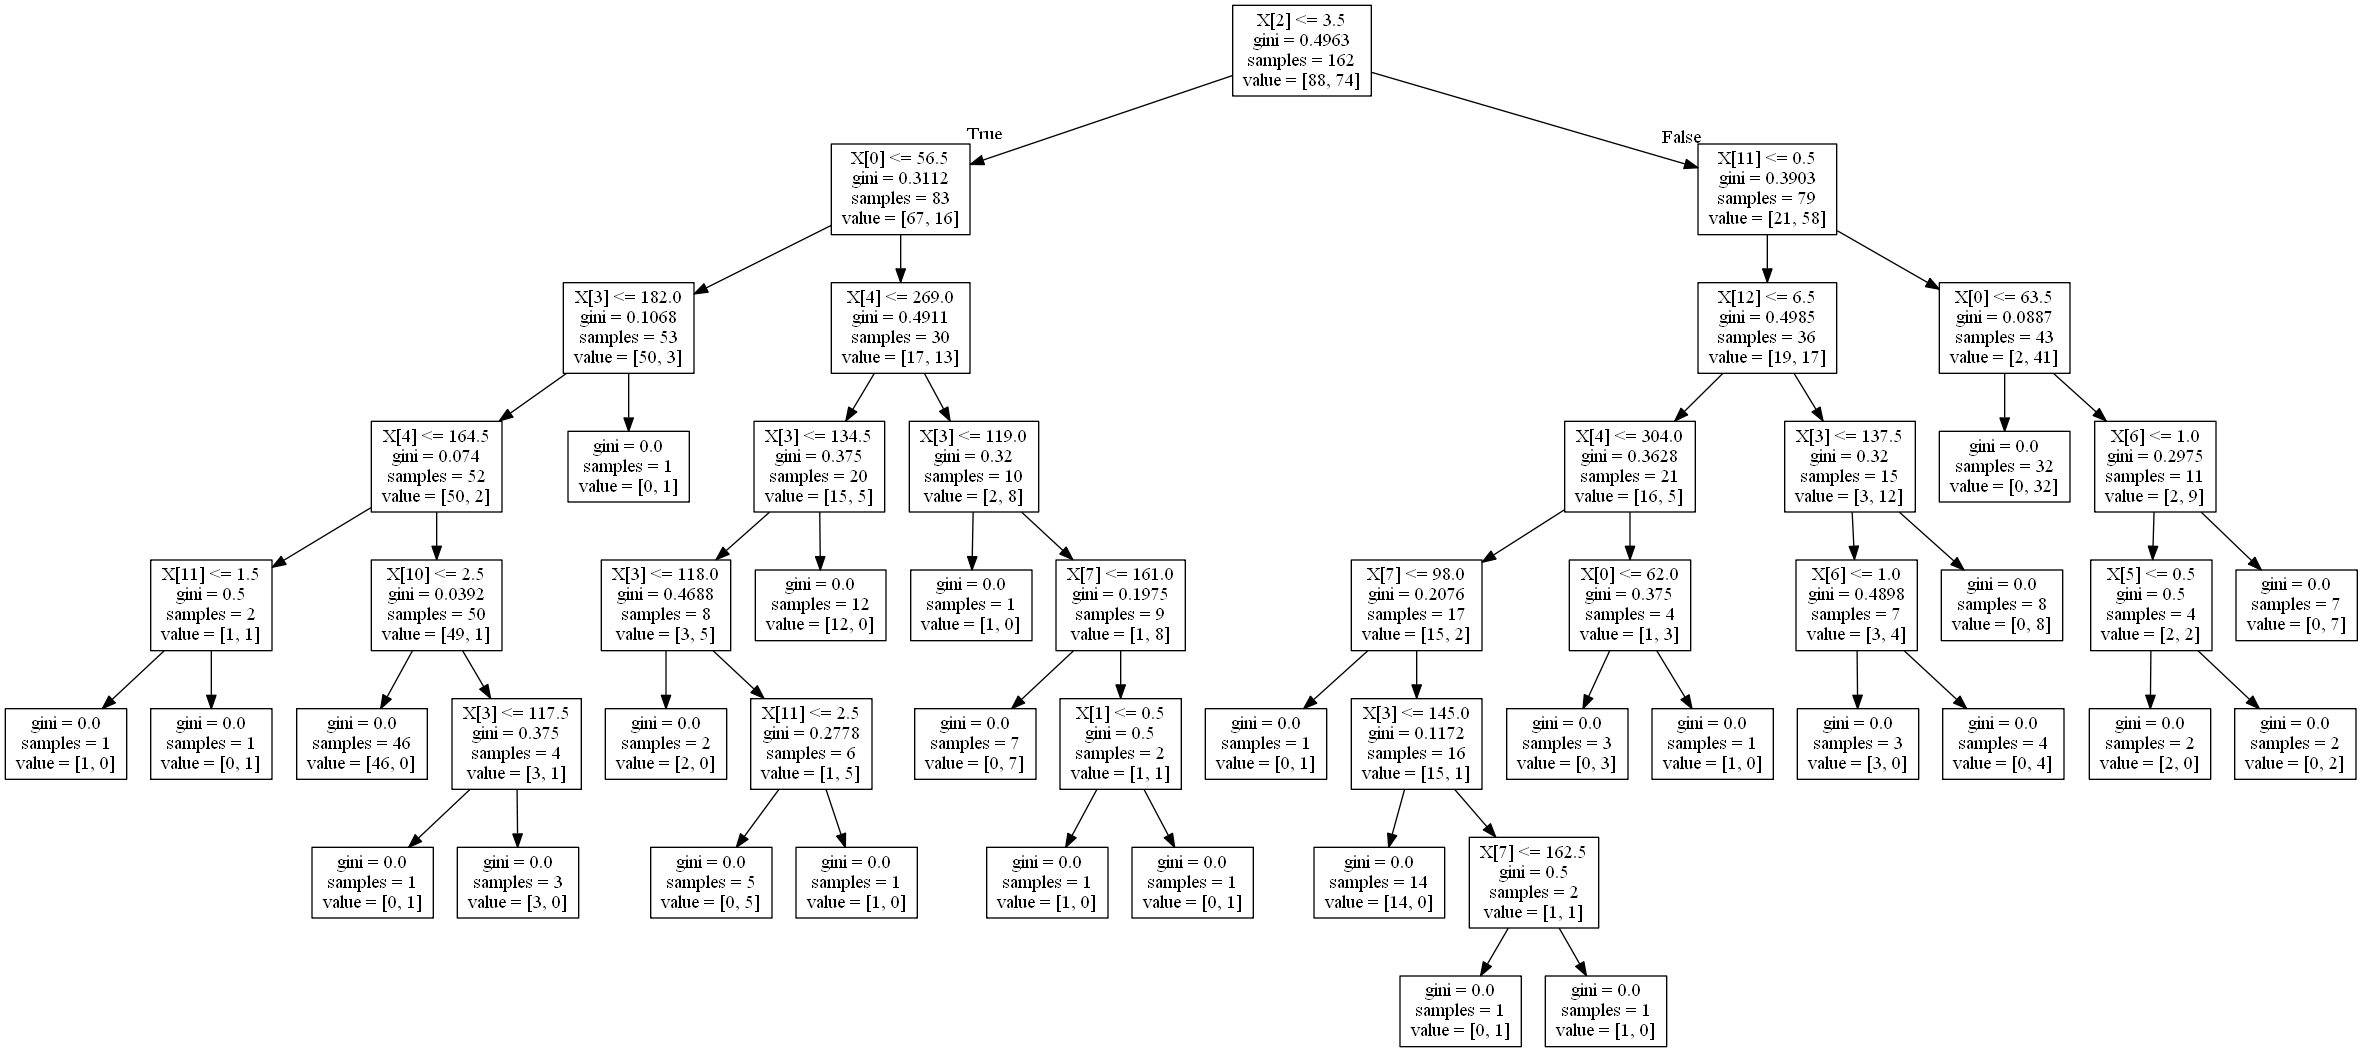 X[2] <= 3.5
gini = 0.4963
samples = 162
value = [88, 74]
True
False
X[0] <= 56.5
gini = 0.3112
samples = 83
value = [67, 16]
X[11] <= 0.5
gini = 0.3903
samples = 79
value = [21, 58]
X[3] <= 182.0
gini = 0.1068
samples = 53
value = [50, 3]
X[4] <= 269.0
gini = 0.4911
samples = 30
value = [17, 13]
X[12] <= 6.5
gini = 0.4985
samples = 36
value = [19, 17]
X[0] <= 63.5
gini = 0.0887
samples = 43
value = [2, 41]
X[4] <= 164.5
gini = 0.074
samples = 52
value = [50, 2]
gini = 0.0
samples = 1
value = [0, 1]
X[3] <= 134.5
gini = 0.375
samples = 20
value = [15, 5]
X[3] <= 119.0
gini = 0.32
samples = 10
value = [2, 8]
X[4] <= 304.0
gini = 0.3628
samples = 21
value = [16, 5]
X[3] <= 137.5
gini = 0.32
samples = 15
value = [3, 12]
gini = 0.0
samples = 32
value = [0, 32]
X[6] <= 1.0
gini = 0.2975
samples = 11
value = [2, 9]
X[11] <= 1.5
gini = 0.5
samples = 2
value = [1, 1]
X[10] <= 2.5
gini = 0.0392
samples = 50
value = [49, 1]
X[3] <= 118.0
gini = 0.4688
samples = 8
value = [3, 5]
gini = 0.0
samples = 12
value = [12, 0]
gini = 0.0
samples = 1
value = [1, 0]
X[7] <= 161.0
gini = 0.1975
samples = 9
value = [1, 8]
X[7] <= 98.0
gini = 0.2076
samples = 17
value = [15, 2]
X[0] <= 62.0
gini = 0.375
samples = 4
value = [1, 3]
X[6] <= 1.0
gini = 0.4898
samples = 7
value = [3, 4]
gini = 0.0
samples = 8
value = [0, 8]
X[5] <= 0.5
gini = 0.5
samples = 4
value = [2, 2]
gini = 0.0
samples = 7
value = [0, 7]
gini = 0.0
samples = 1
value = [1, 0]
gini = 0.0
samples = 1
value = [0, 1]
gini = 0.0
samples = 46
value = [46, 0]
X[3] <= 117.5
gini = 0.375
samples = 4
value = [3, 1]
gini = 0.0
samples = 2
value = [2, 0]
X[11] <= 2.5
gini = 0.2778
samples = 6
value = [1, 5]
gini = 0.0
samples = 7
value = [0, 7]
X[1] <= 0.5
gini = 0.5
samples = 2
value = [1, 1]
gini = 0.0
samples = 1
value = [0, 1]
X[3] <= 145.0
gini = 0.1172
samples = 16
value = [15, 1]
gini = 0.0
samples = 3
value = [0, 3]
gini = 0.0
samples = 1
value = [1, 0]
gini = 0.0
samples = 3
value = [3, 0]
gini = 0.0
samples = 4
value = [0, 4]
gini = 0.0
samples = 2
value = [2, 0]
gini = 0.0
samples = 2
value = [0, 2]
gini = 0.0
samples = 1
value = [0, 1]
gini = 0.0
samples = 3
value = [3, 0]
gini = 0.0
samples = 5
value = [0, 5]
gini = 0.0
samples = 1
value = [1, 0]
gini = 0.0
samples = 1
value = [1, 0]
gini = 0.0
samples = 1
value = [0, 1]
gini = 0.0
samples = 14
value = [14, 0]
X[7] <= 162.5
gini = 0.5
samples = 2
value = [1, 1]
gini = 0.0
samples = 1
value = [0, 1]
gini = 0.0
samples = 1
value = [1, 0]